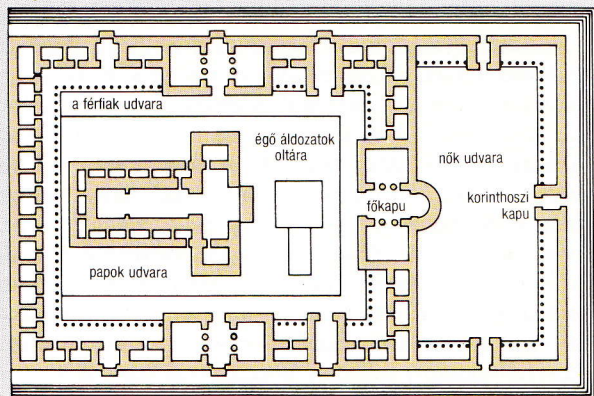 a férfiak udvara
égő áldozatok
oltára
nők udvara
főkapu
korinthoszi
kapu
papok udvara